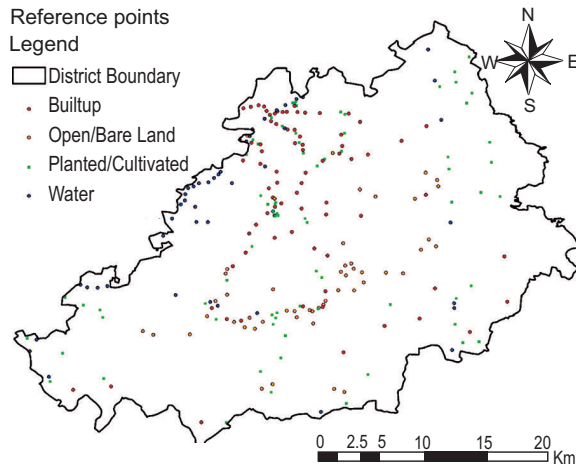 Reference points
Legend
District Boundary
Builtup
Open/Bare Land
Planted/Cultivated
Water
N
W E
S
0 2.5 5 10 15 20
Km